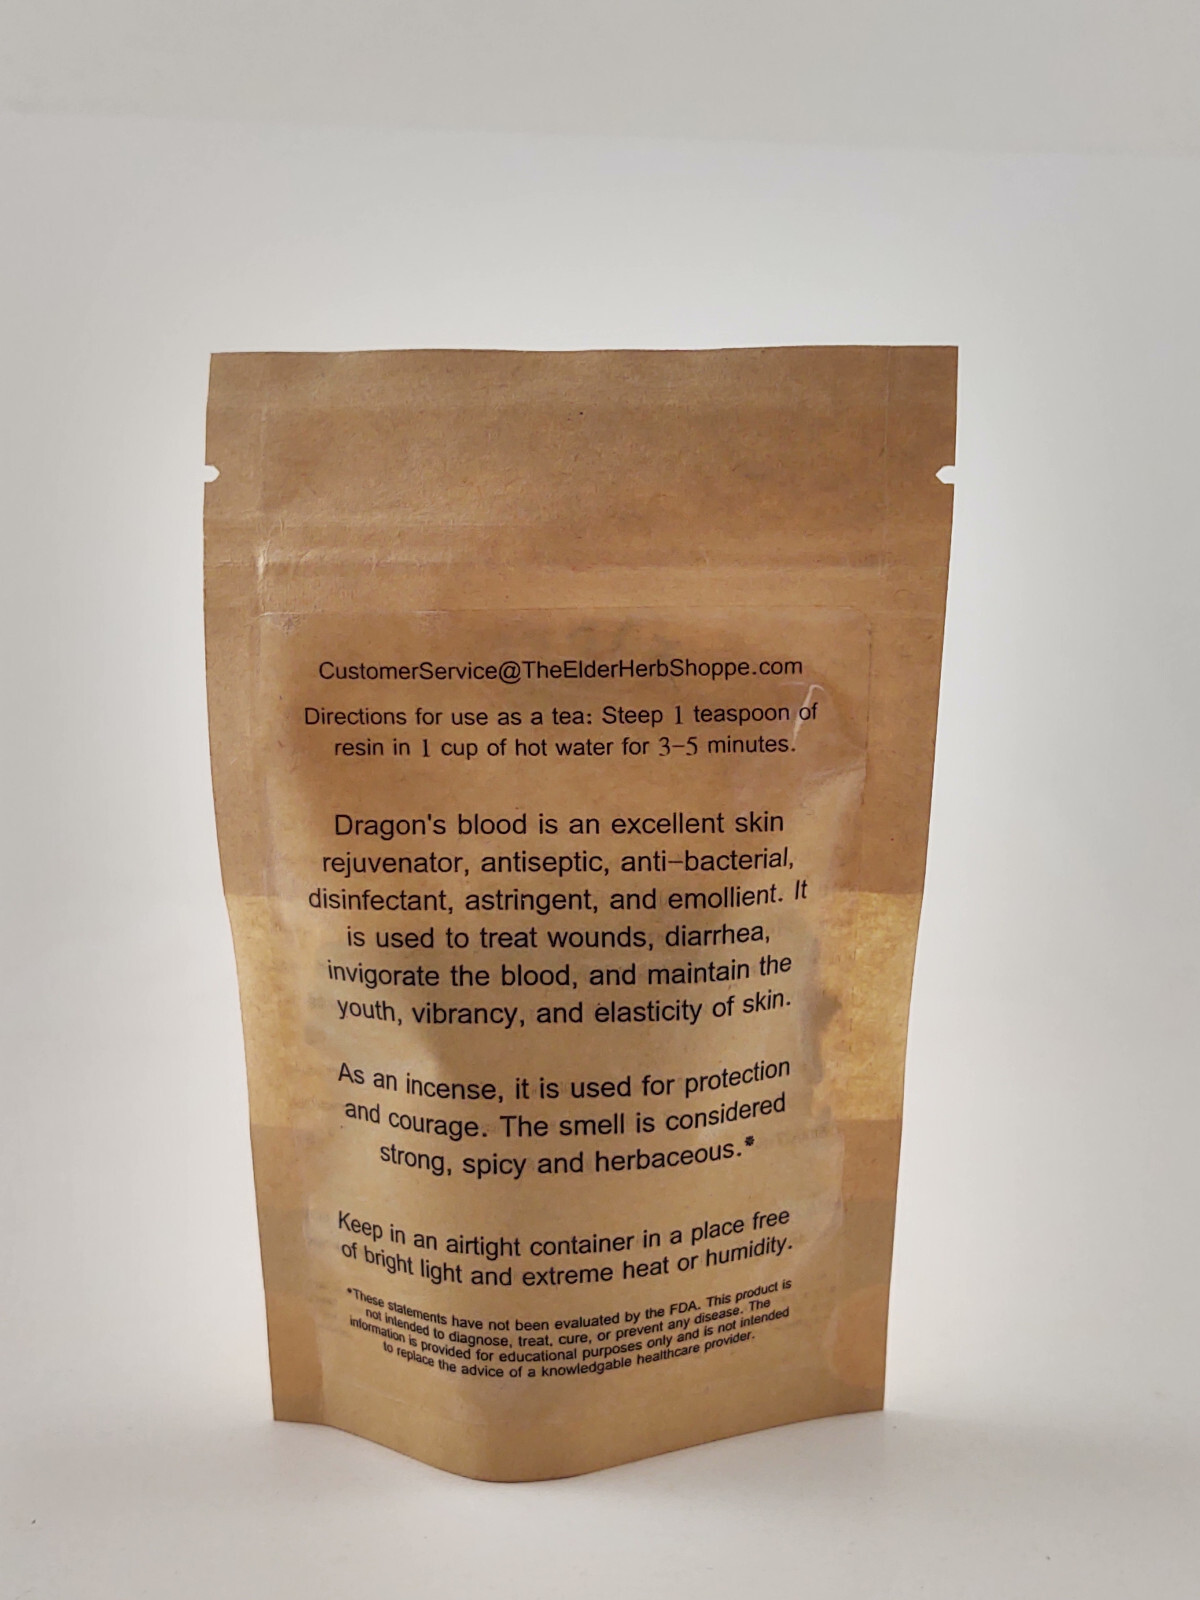 CustomerService@TheElderHerbShoppe.com
Directions for use as a tea: Steep 1 teaspoon of
resin in 1 cup of hot water for 3-5 minutes.
Dragon's blood is an excellent skin
rejuvenator, antiseptic, anti-bacterial,
disinfectant, astringent, and emollient. It
is used to treat wounds, diarrhea,
invigorate the blood, and maintain the
youth, vibrancy, and elasticity of skin.
As an incense, it is used for protection
and courage. The smell is considered
strong, spicy and herbaceous.*
Keep in an airtight container in a place free
of bright light and extreme heat or humidity.
*These statements have not been evaluated by the FDA. This product is
not intended to diagnose, treat, cure, or prevent any disease. The
information is provided for educational purposes only and is not intended
to replace the advice of a knowledgable healthcare provider.